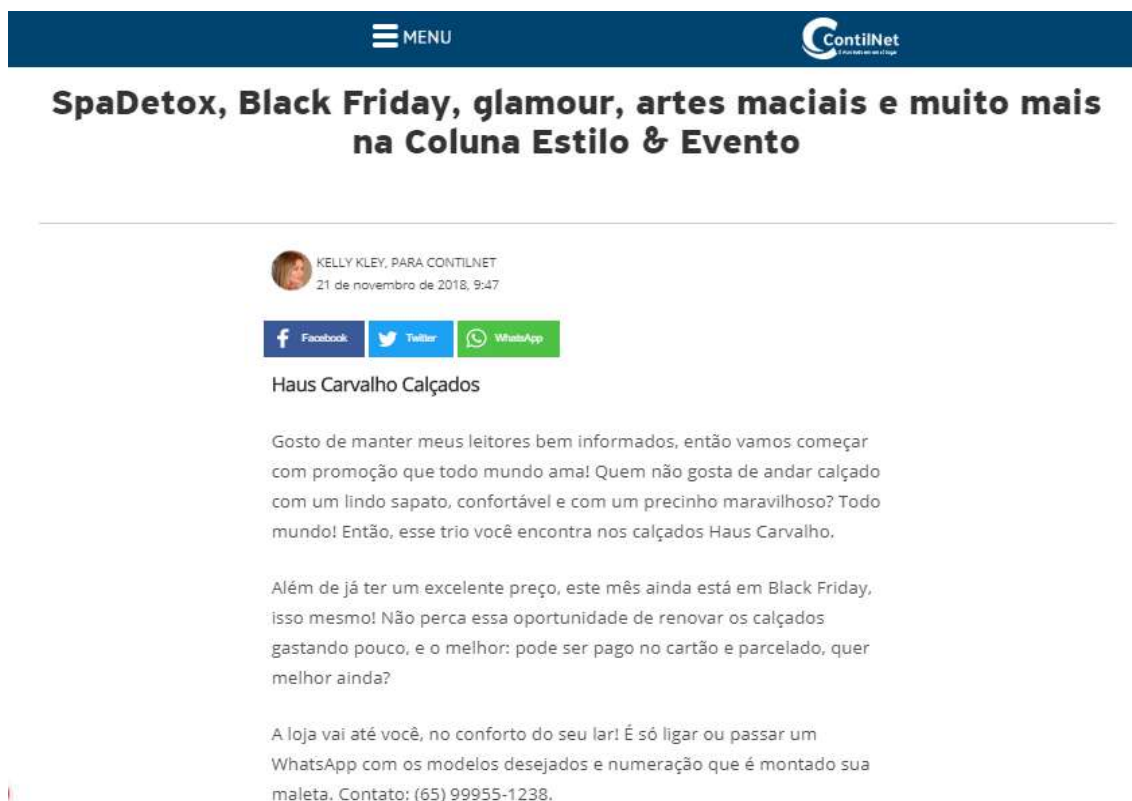 MENU
ContilNet
SpaDetox, Black Friday, glamour, artes maciais e muito mais
na Coluna Estilo & Evento
KELLY KLEY, PARA CONTILNET
21 de novembro de 2018, 9:47
Facebook Twitter WhatsApp
Haus Carvalho Calçados
Gosto de manter meus leitores bem informados, então vamos começar
com promoção que todo mundo ama! Quem não gosta de andar calçado
com um lindo sapato, confortável e com um precinho maravilhoso? Todo
mundo! Então, esse trio você encontra nos calçados Haus Carvalho.
Além de já ter um excelente preço, este mês ainda está em Black Friday,
isso mesmo! Não perca essa oportunidade de renovar os calçados
gastando pouco, e o melhor: pode ser pago no cartão e parcelado, quer
melhor ainda?
A loja vai até você, no conforto do seu lar! É só ligar ou passar um
WhatsApp com os modelos desejados e numeração que é montado sua
maleta. Contato: (65) 99955-1238.